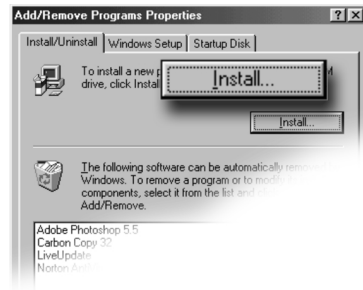 Add/Remove Programs Properties
Install/Uninstall Windows Setup Startup Disk
To install a new p
drive, click Instal
Install...
Install...
The following software can be automatically remo
Windows. To remove a program or to modi
components, select it from the list and c
Add/Remove.
Adobe Photoshop 5.5
Carbon Copy 32
LiveUpdate
Norton